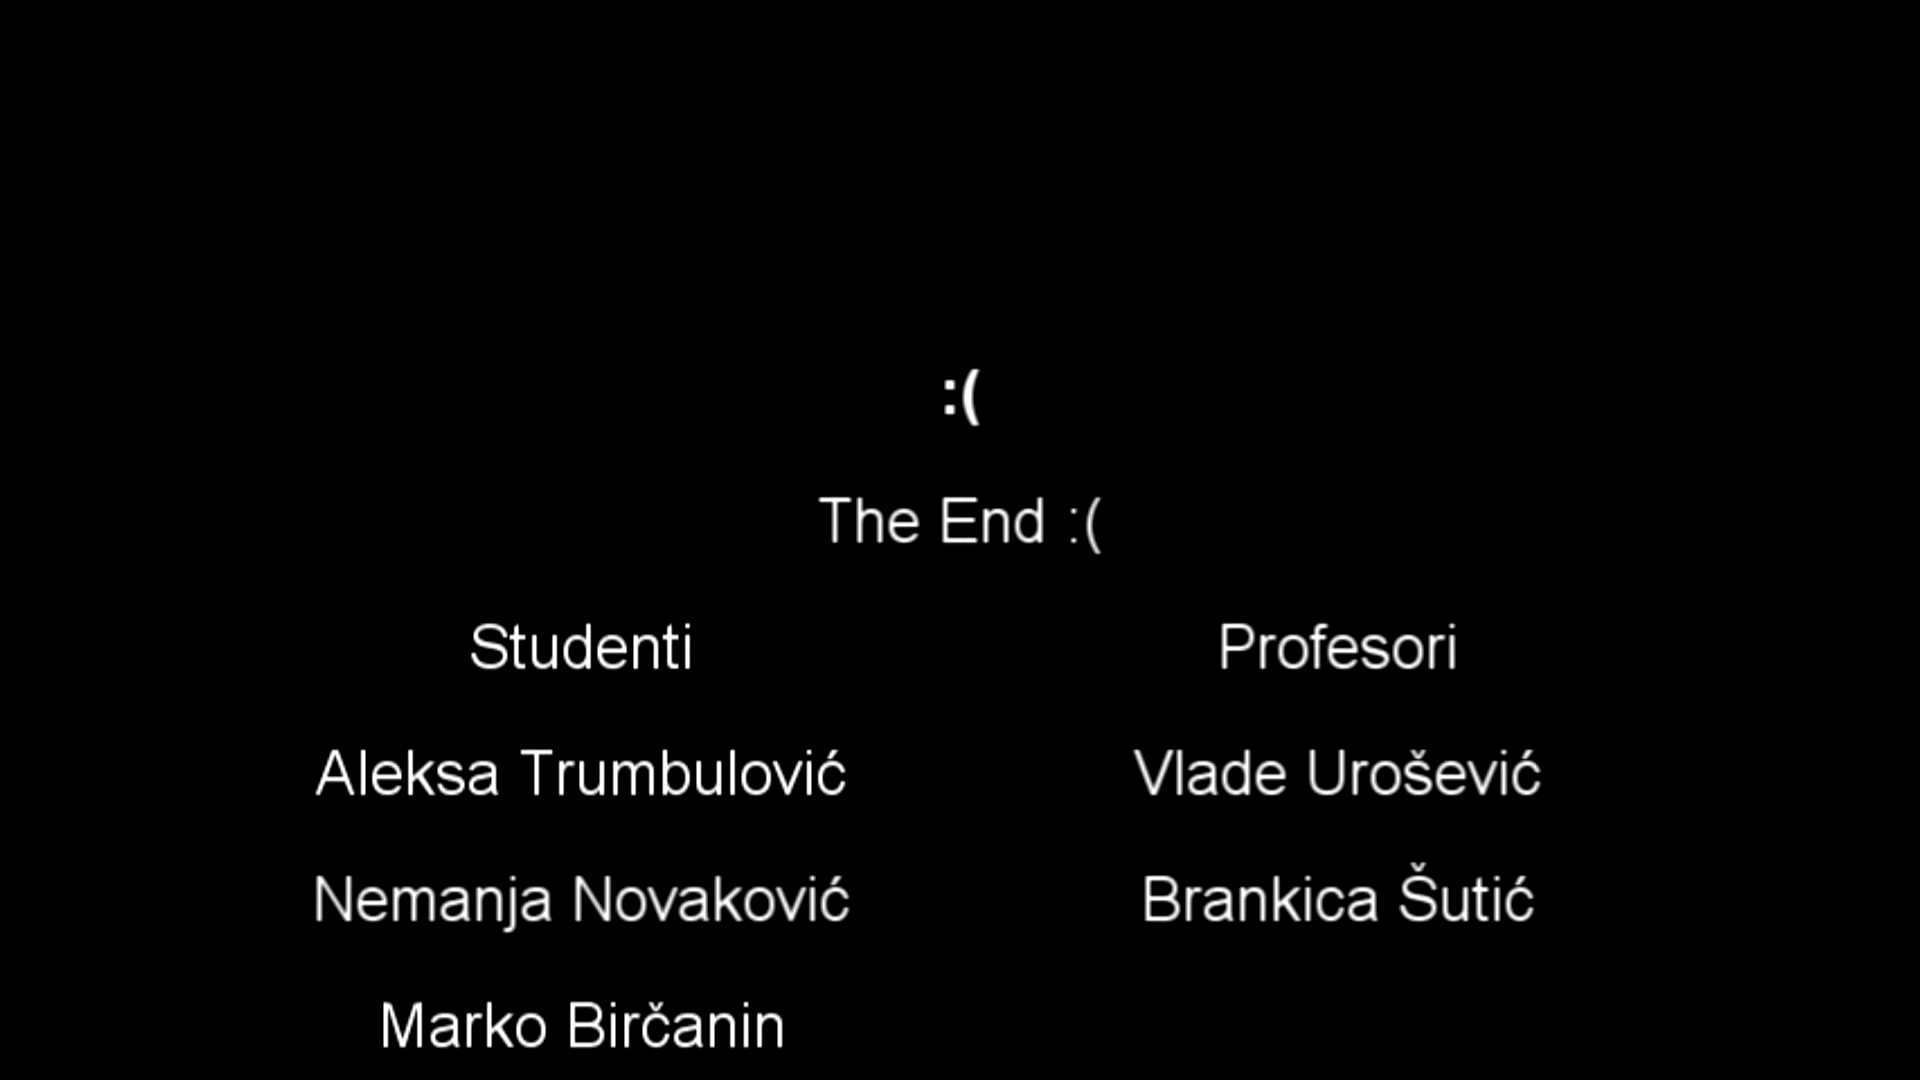 :(
The End :(
Studenti Profesori
Aleksa Trumbulović Vlade Urošević
Nemanja Novaković Brankica Šutić
Marko Birčanin